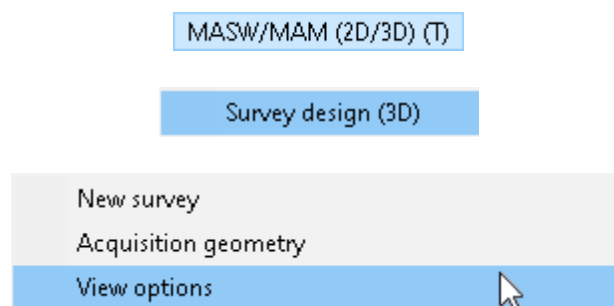 MASW/MAM (2D/3D) (T)
Survey design (3D)
New survey
Acquisition geometry
View options